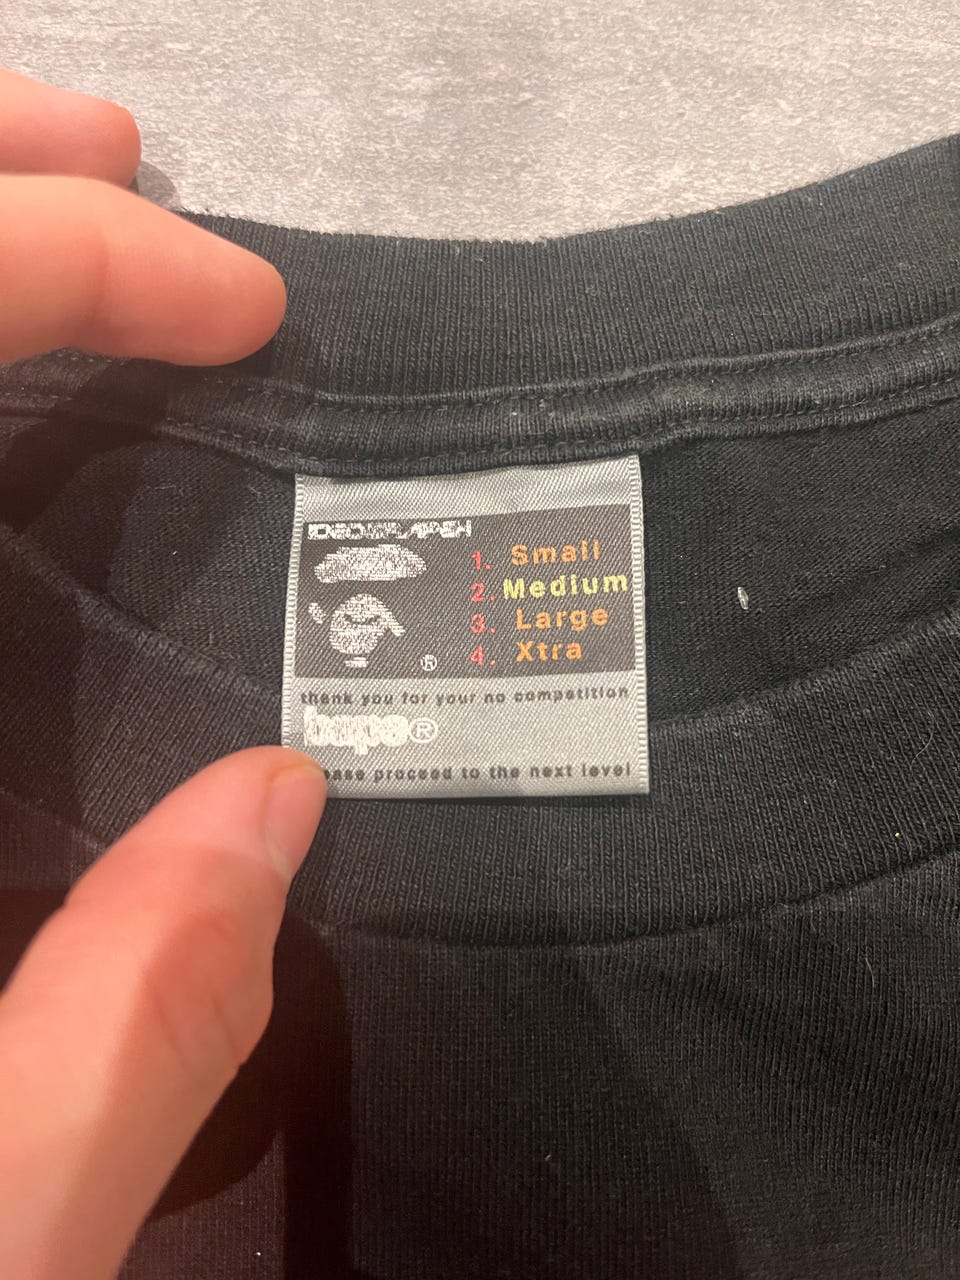 1. Small
2. Medium
3. Large
4. Xtra
®
thank you for your no competition
bape®
proceed to the next level